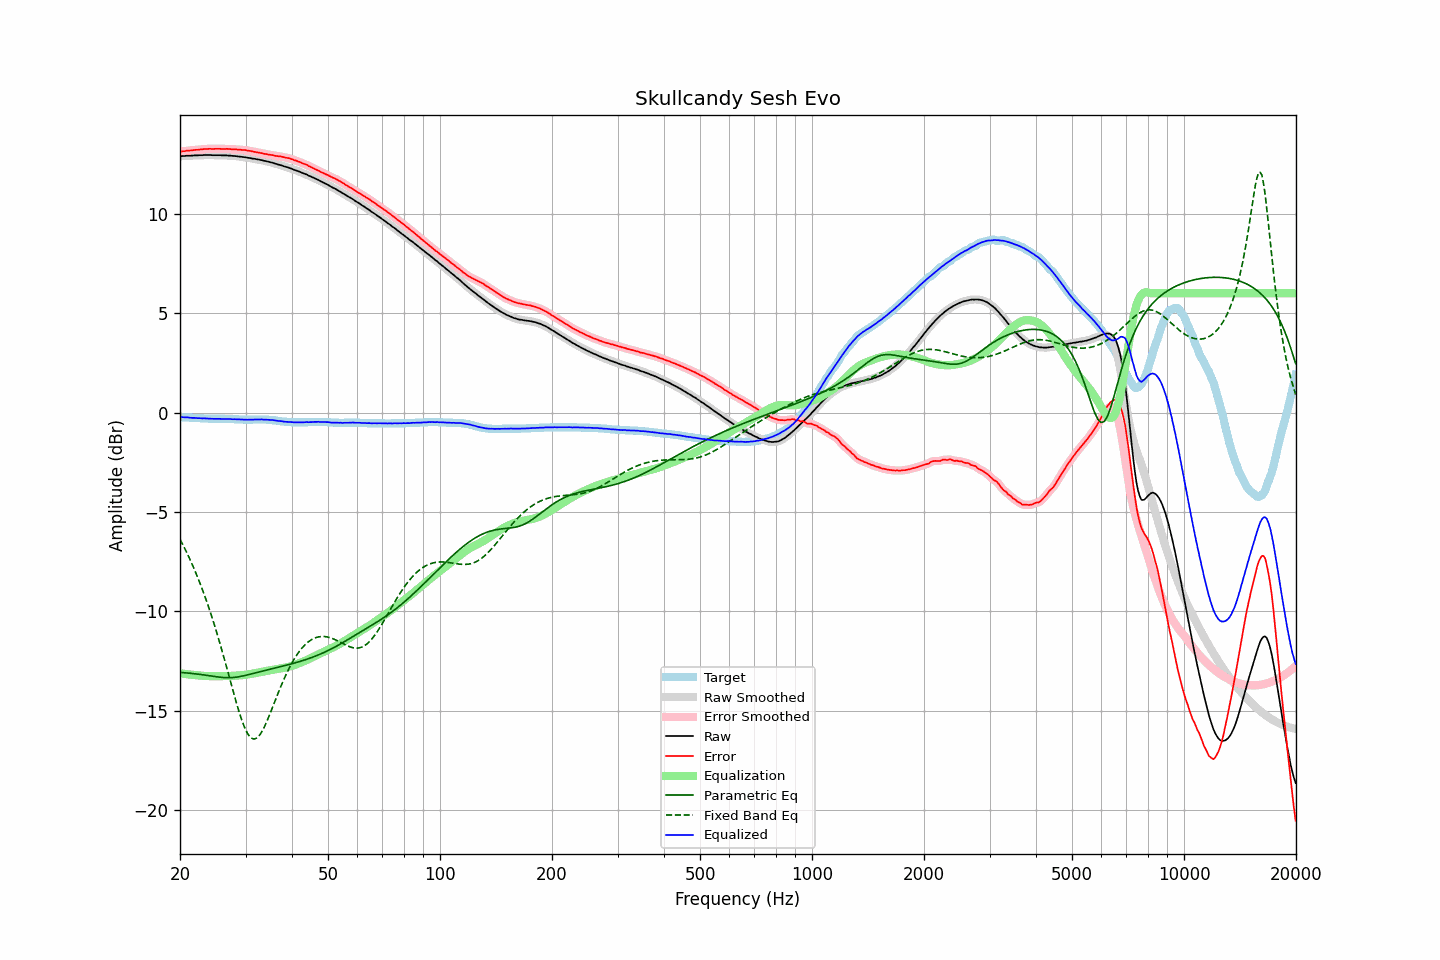 Skullcandy Sesh Evo
Amplitude (dBr)
10
5
0
−5
−10
−15
−20
Target
Raw Smoothed
Error Smoothed
Raw
Error
Equalization
Parametric Eq
Fixed Band Eq
Equalized
20 50 100 200 500 1000 2000 5000 10000 20000
Frequency (Hz)